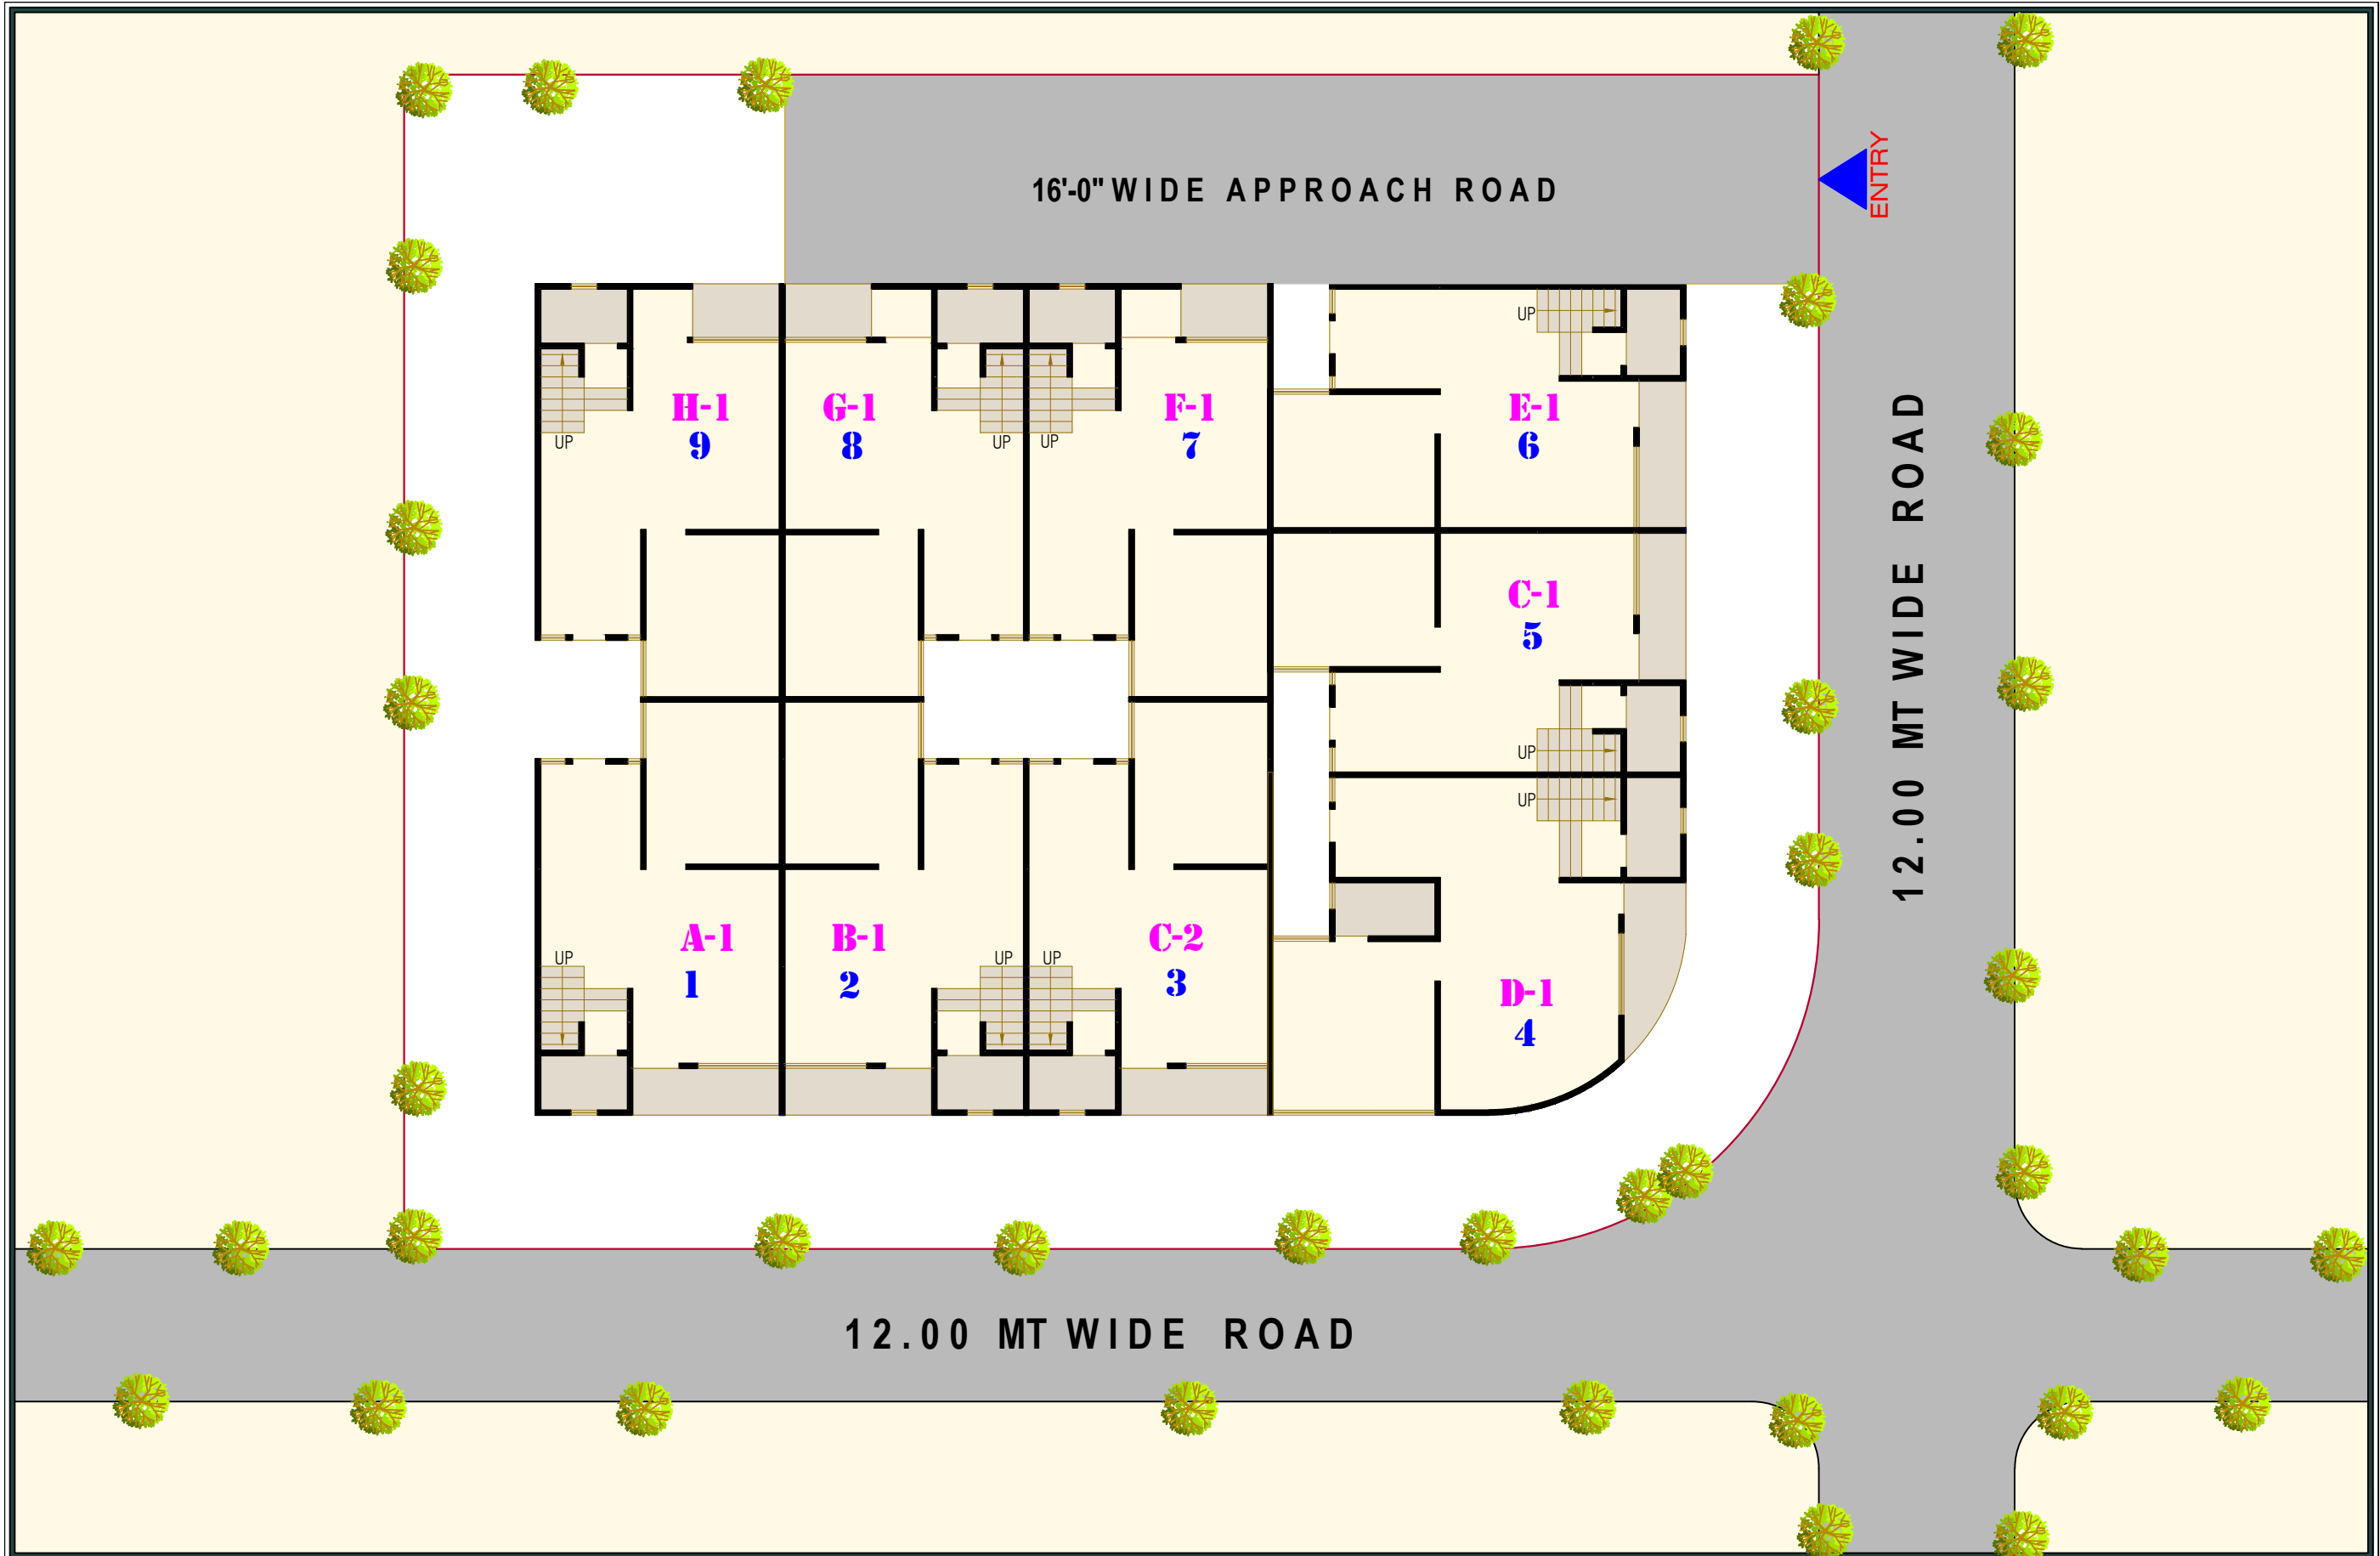 16'-0" WIDE APPROACH ROAD
ENTRY
UP
H-1
9
G-1
8
UP
UP
F-1
7
UP
E-1
6
12.00 MT WIDE ROAD
C-1
5
UP
UP
UP
A-1
1
B-1
2
UP
UP
C-2
3
D-1
4
12.00 MT WIDE ROAD